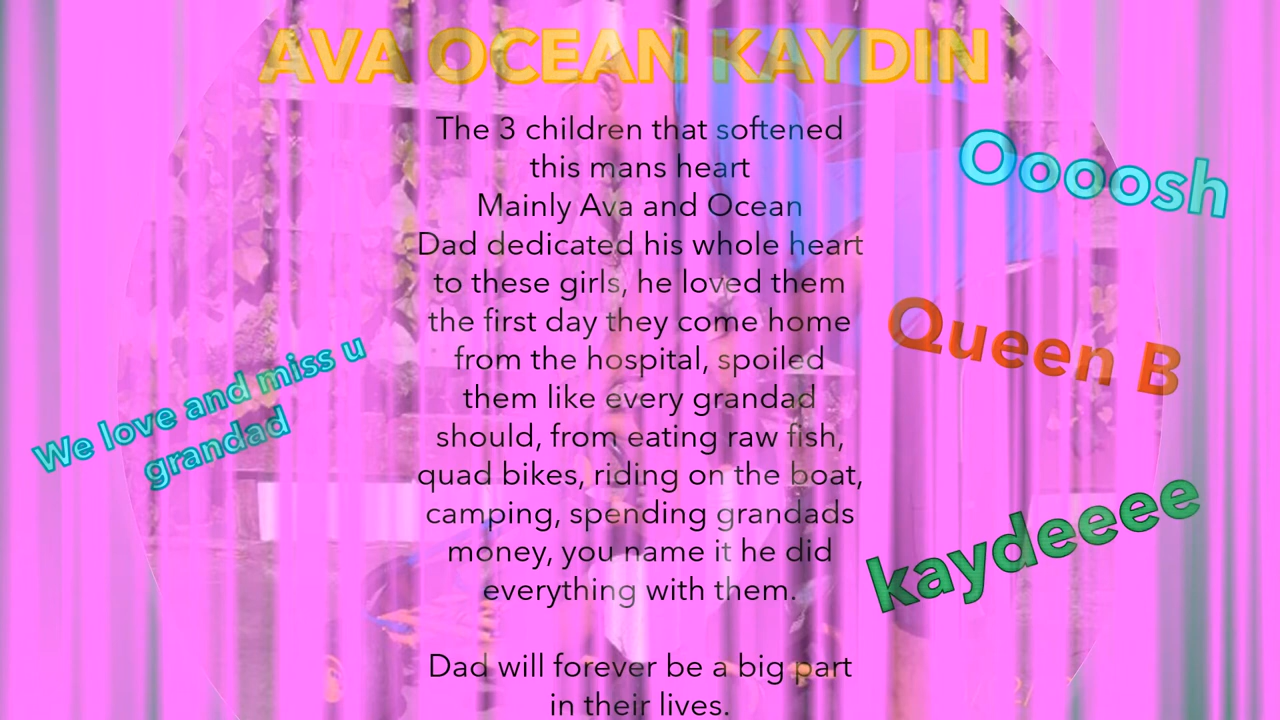 AVA OCEAN KAYDIN
The 3 children that softened
this mans heart
Mainly Ava and Ocean
Dad dedicated his whole heart
to these girls, he loved them
the first day they come home
from the hospital, spoiled
them like every grandad
should, from eating raw fish,
quad bikes, riding on the boat,
camping, spending grandads
money, you name it he did
everything with them.
Dad will forever be a big part
in their lives.
We love and miss u
grandad
Oooosh
Queen B
kaydeeee